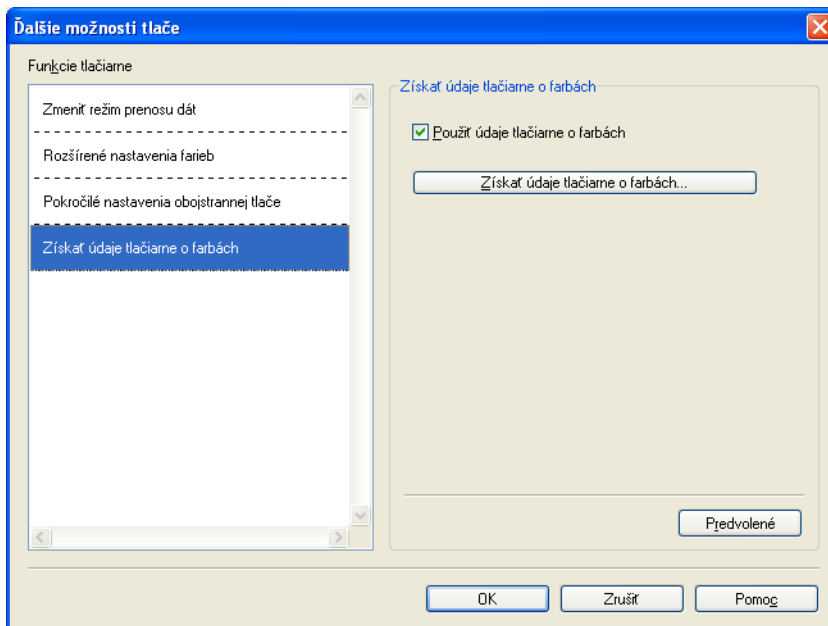 Ďalšie možnosti tlače
Funkcie tlačiarne
Zmeniť režim prenosu dát
Rozšírené nastavenia farieb
Pokročilé nastavenia obojstrannej tlače
Získať údaje tlačiarne o farbách
Získať údaje tlačiarne o farbách
Použiť údaje tlačiarne o farbách
Získať údaje tlačiarne o farbách...
Predvolené
OK
Zrušiť
Pomoc